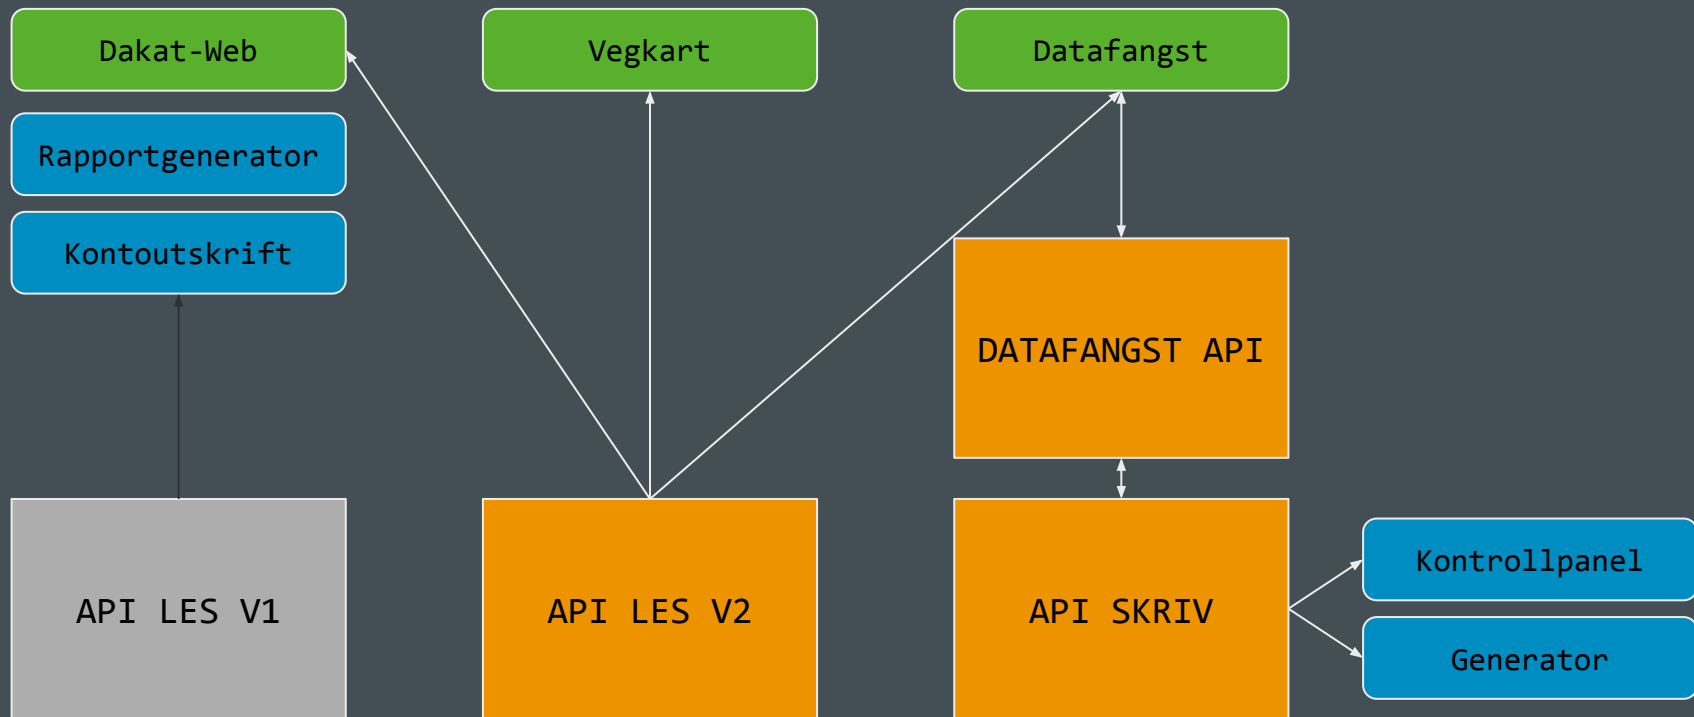 Dakat-Web
Vegkart
Datafangst
Rapportgenerator
Kontoutskrift
DATAFANGST API
API LES V1
API LES V2
API SKRIV
Kontrollpanel
Generator